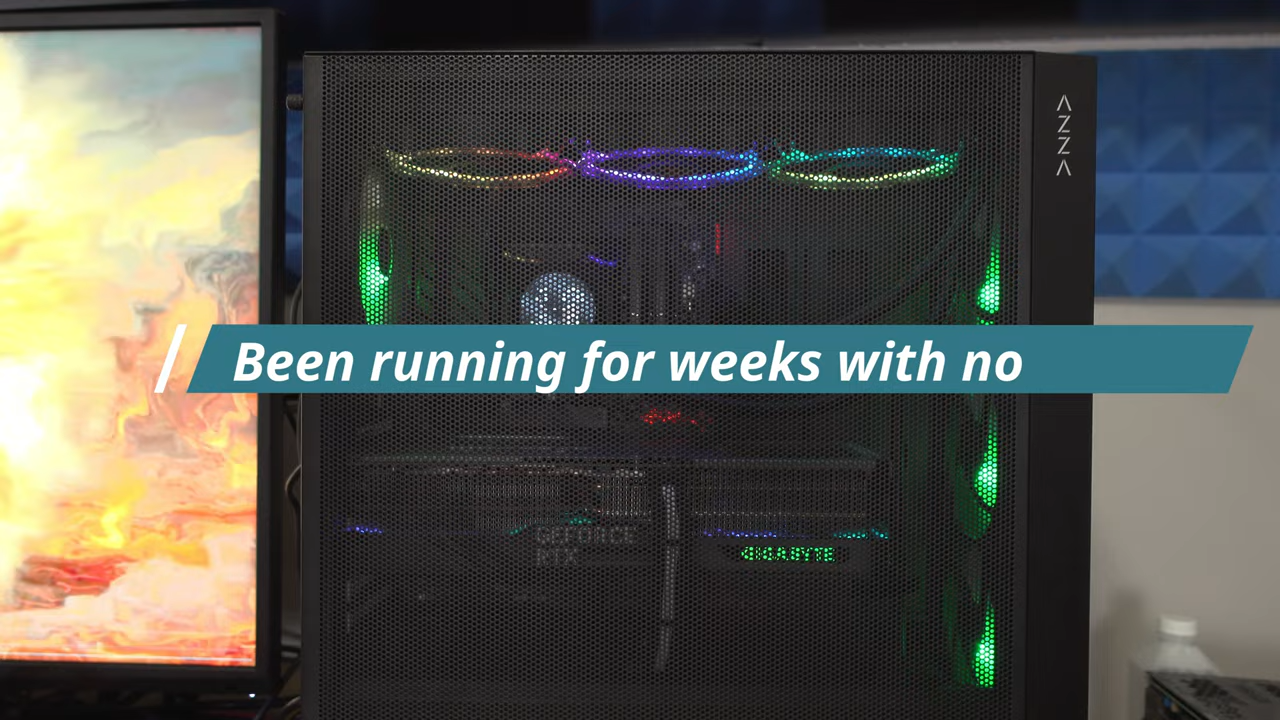 AZZA
Been running for weeks with no
GEFORCE
RTX
GIGABYTE